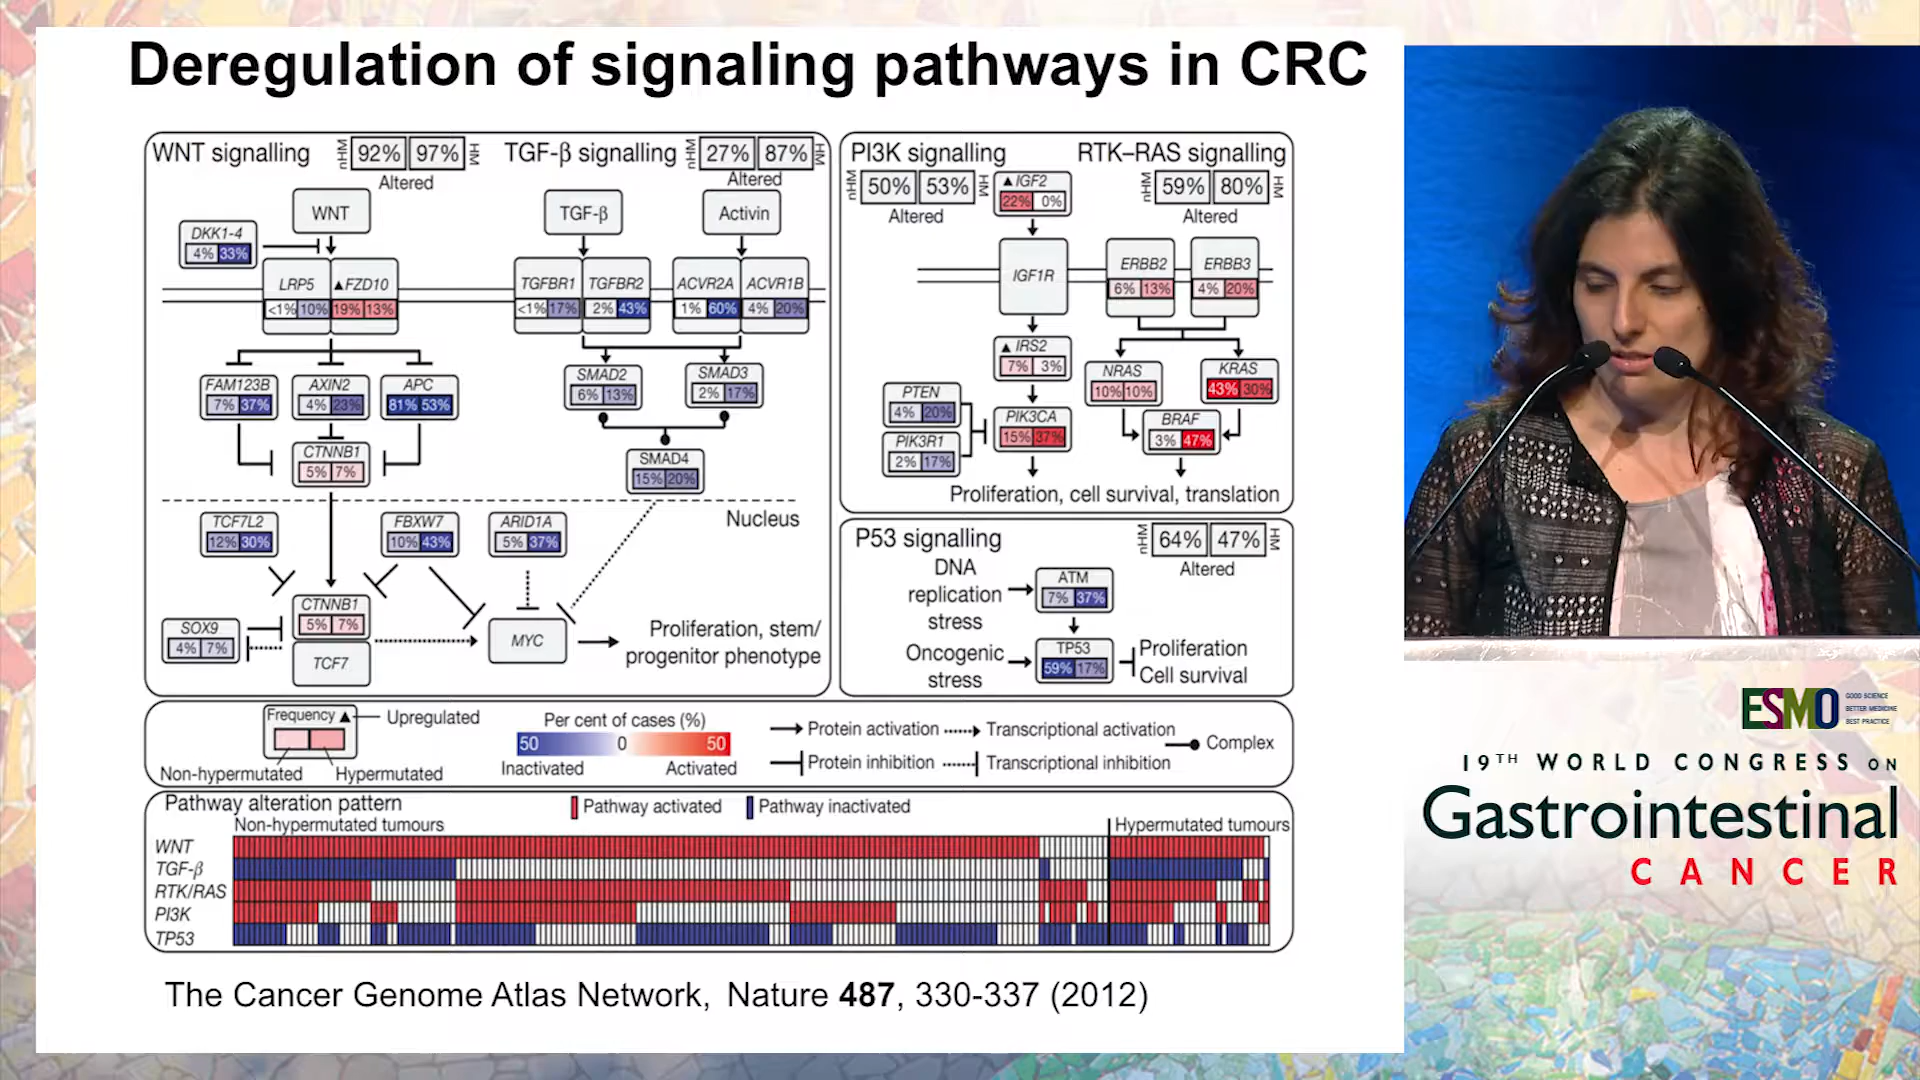 Deregulation of signaling pathways in CRC
WNT signalling
nHM
92% 97%
HM
Altered
TGF-β signalling
nHM
27% 87%
HM
Altered
WNT
TGF-β
Activin
DKK1-4
4% 33%
LRP5
▲FZD10
<1% 10% 19% 13%
TGFBR1
TGFBR2
<1% 17% 2% 43%
ACVR2A
ACVR1B
1% 60% 4% 20%
FAM123B
7% 37%
AXIN2
4% 23%
APC
81% 53%
SMAD2
6% 13%
SMAD3
2% 17%
CTNNB1
5% 7%
SMAD4
15% 20%
Nucleus
TCF7L2
12% 30%
FBXW7
10% 43%
ARID1A
5% 37%
CTNNB1
5% 7%
TCF7
SOX9
4% 7%
MYC
Proliferation, stem/
progenitor phenotype
PI3K signalling
nHM
50% 53%
HM
Altered
RTK–RAS signalling
nHM
59% 80%
HM
Altered
▲IGF2
22% 0%
IGF1R
ERBB2
6% 13%
ERBB3
4% 20%
▲IRS2
7% 3%
NRAS
10% 10%
KRAS
43% 30%
PTEN
4% 20%
PIK3R1
2% 17%
PIK3CA
15% 37%
BRAF
3% 47%
Proliferation, cell survival, translation
P53 signalling
nHM
64% 47%
HM
Altered
DNA
replication
stress
ATM
7% 37%
Oncogenic
stress
TP53
59% 17%
Proliferation
Cell survival
Frequency ▲
Upregulated
Non-hypermutated
Hypermutated
Per cent of cases (%)
50 0 50
Inactivated
Activated
Protein activation
Transcriptional activation
Protein inhibition
Transcriptional inhibition
Complex
Pathway alteration pattern
Pathway activated
Pathway inactivated
Non-hypermutated tumours
Hypermutated tumours
WNT
TGF-β
RTK/RAS
PI3K
TP53
The Cancer Genome Atlas Network, Nature 487, 330-337 (2012)
ESMO
GOOD SCIENCE
BETTER MEDICINE
BEST PRACTICE
19TH WORLD CONGRESS ON
Gastrointestinal
CANCER